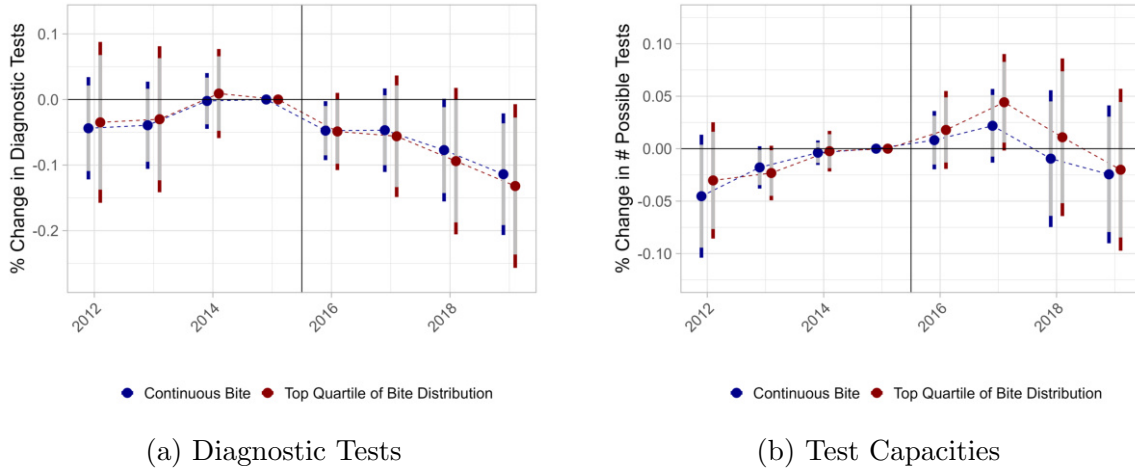 % Change in Diagnostic Tests
0.1
0.0
-0.1
-0.2
2012
2014
2016
2018
Continuous Bite
Top Quartile of Bite Distribution
(a) Diagnostic Tests
% Change in # Possible Tests
0.10
0.05
0.00
-0.05
-0.10
2012
2014
2016
2018
Continuous Bite
Top Quartile of Bite Distribution
(b) Test Capacities